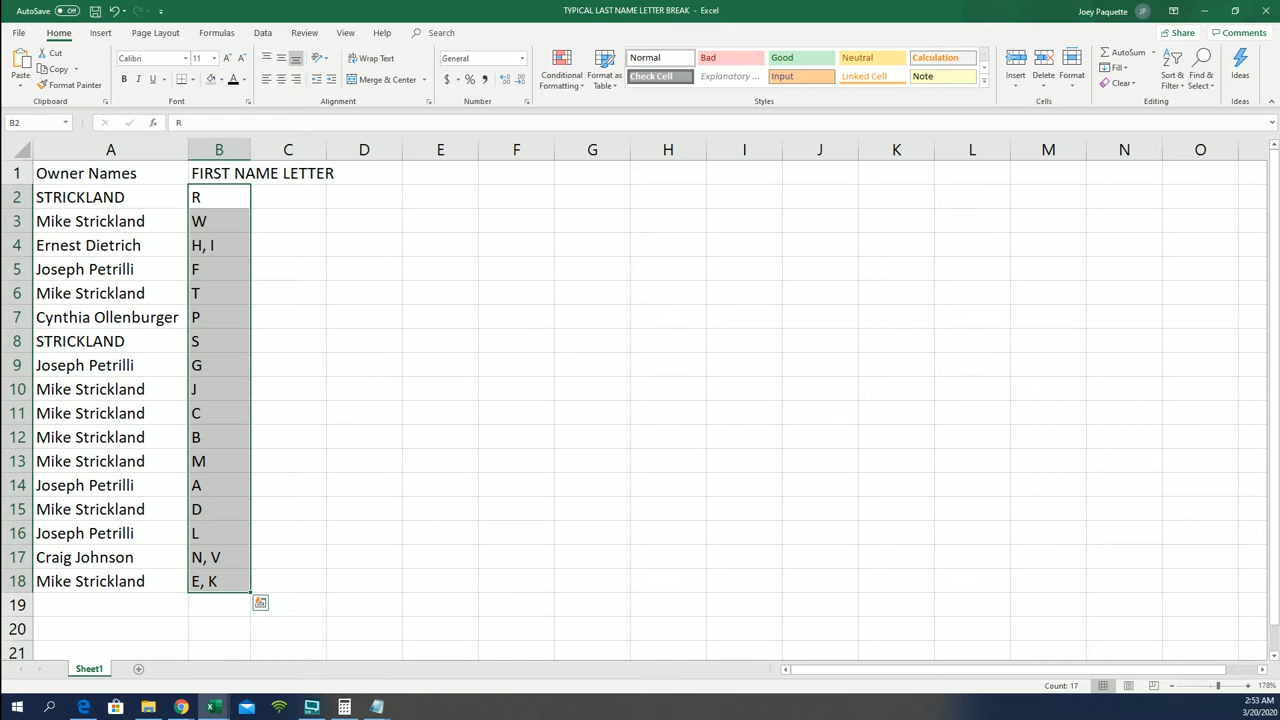 AutoSave Off
TYPICAL LAST NAME LETTER BREAK - Excel
Joey Paquette JP
File Home Insert Page Layout Formulas Data Review View Help Search
Share Comments
Paste
Cut
Copy
Format Painter
Clipboard
Calibri 11
B I U
Font
Wrap Text
Merge & Center
Alignment
General
$ % ,
Number
Conditional Formatting
Format as Table
Normal Bad Good Neutral Calculation
Check Cell Explanatory ... Input Linked Cell Note
Styles
Insert Delete Format
Cells
AutoSum
Fill
Clear
Sort & Filter
Find & Select
Editing
Ideas
Ideas
B2 fx R
A B C D E F G H I J K L M N O
1 Owner Names FIRST NAME LETTER
2 STRICKLAND R
3 Mike Strickland W
4 Ernest Dietrich H, I
5 Joseph Petrilli F
6 Mike Strickland T
7 Cynthia Ollenburger P
8 STRICKLAND S
9 Joseph Petrilli G
10 Mike Strickland J
11 Mike Strickland C
12 Mike Strickland B
13 Mike Strickland M
14 Joseph Petrilli A
15 Mike Strickland D
16 Joseph Petrilli L
17 Craig Johnson N, V
18 Mike Strickland E, K
19
20
21
Sheet1
Count: 17
178%
2:53 AM
3/20/2020